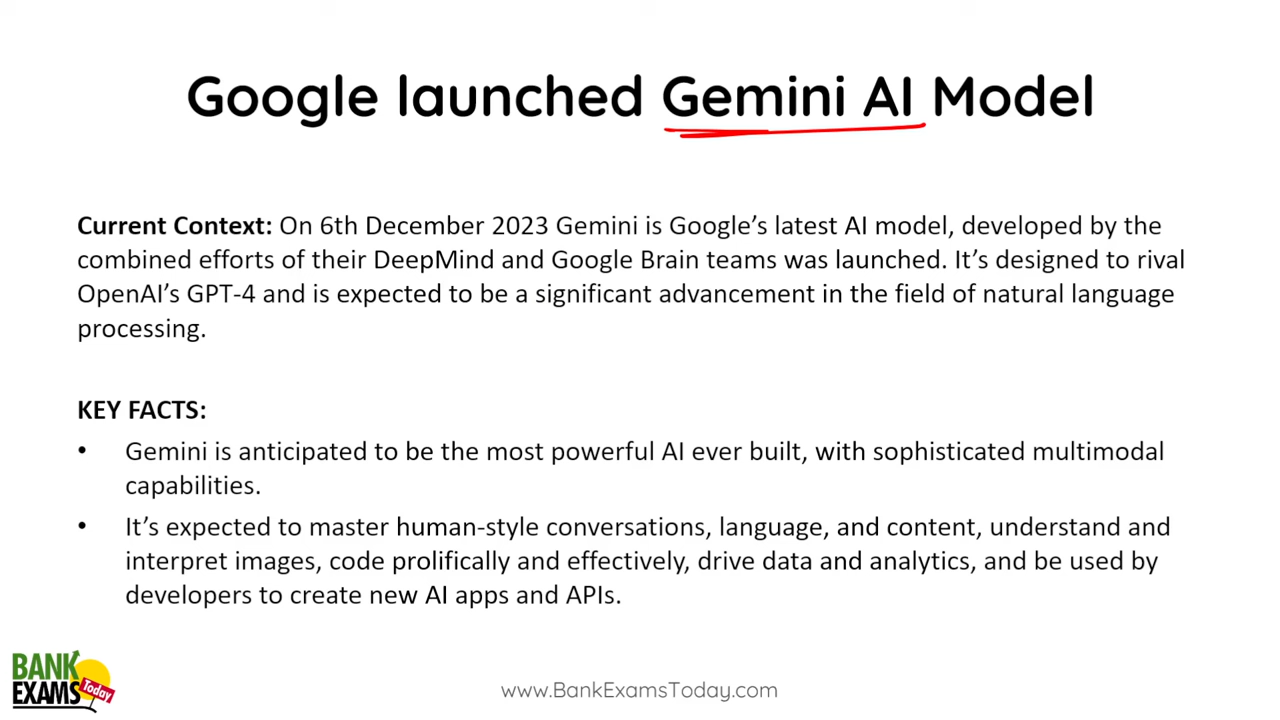 Google launched Gemini AI Model
Current Context: On 6th December 2023 Gemini is Google’s latest AI model, developed by the
combined efforts of their DeepMind and Google Brain teams was launched. It’s designed to rival
OpenAI’s GPT-4 and is expected to be a significant advancement in the field of natural language
processing.
KEY FACTS:
• Gemini is anticipated to be the most powerful AI ever built, with sophisticated multimodal
capabilities.
• It’s expected to master human-style conversations, language, and content, understand and
interpret images, code prolifically and effectively, drive data and analytics, and be used by
developers to create new AI apps and APIs.
BANK
EXAMS
Today
www.BankExamsToday.com